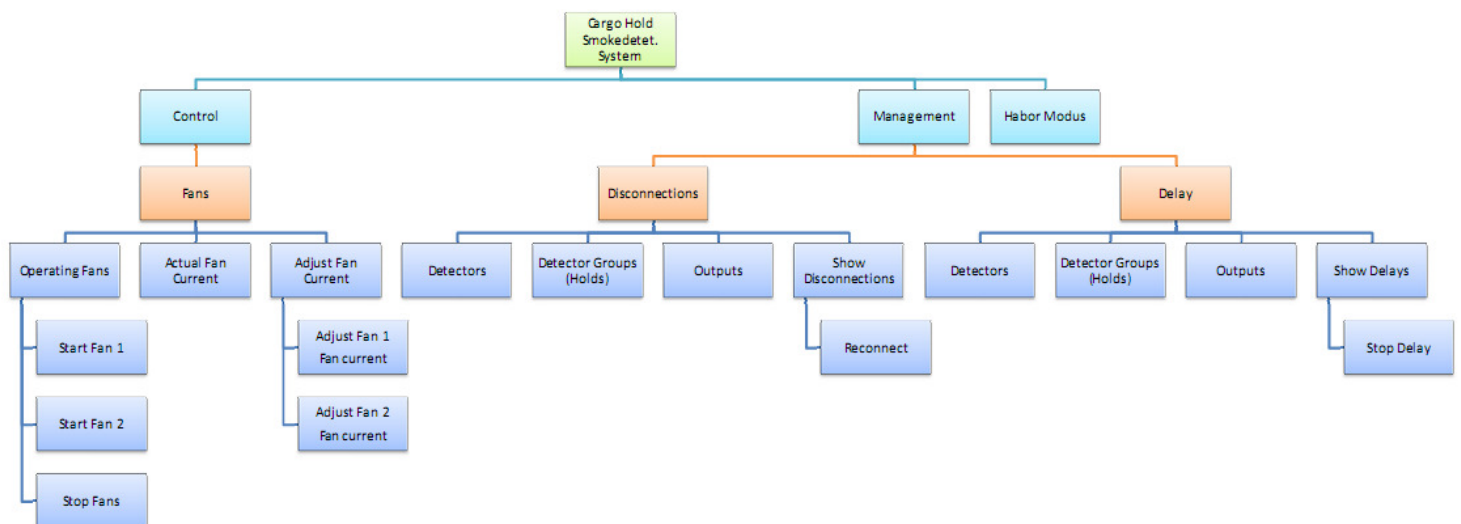 Cargo Hold
Smokedetet.
System
Control
Management
Habor Modus
Fans
Disconnections
Delay
Operating Fans
Actual Fan
Current
Adjust Fan
Current
Detectors
Detector Groups
(Holds)
Outputs
Show
Disconnections
Detectors
Detector Groups
(Holds)
Outputs
Show Delays
Start Fan 1
Adjust Fan 1
Fan current
Reconnect
Stop Delay
Start Fan 2
Adjust Fan 2
Fan current
Stop Fans